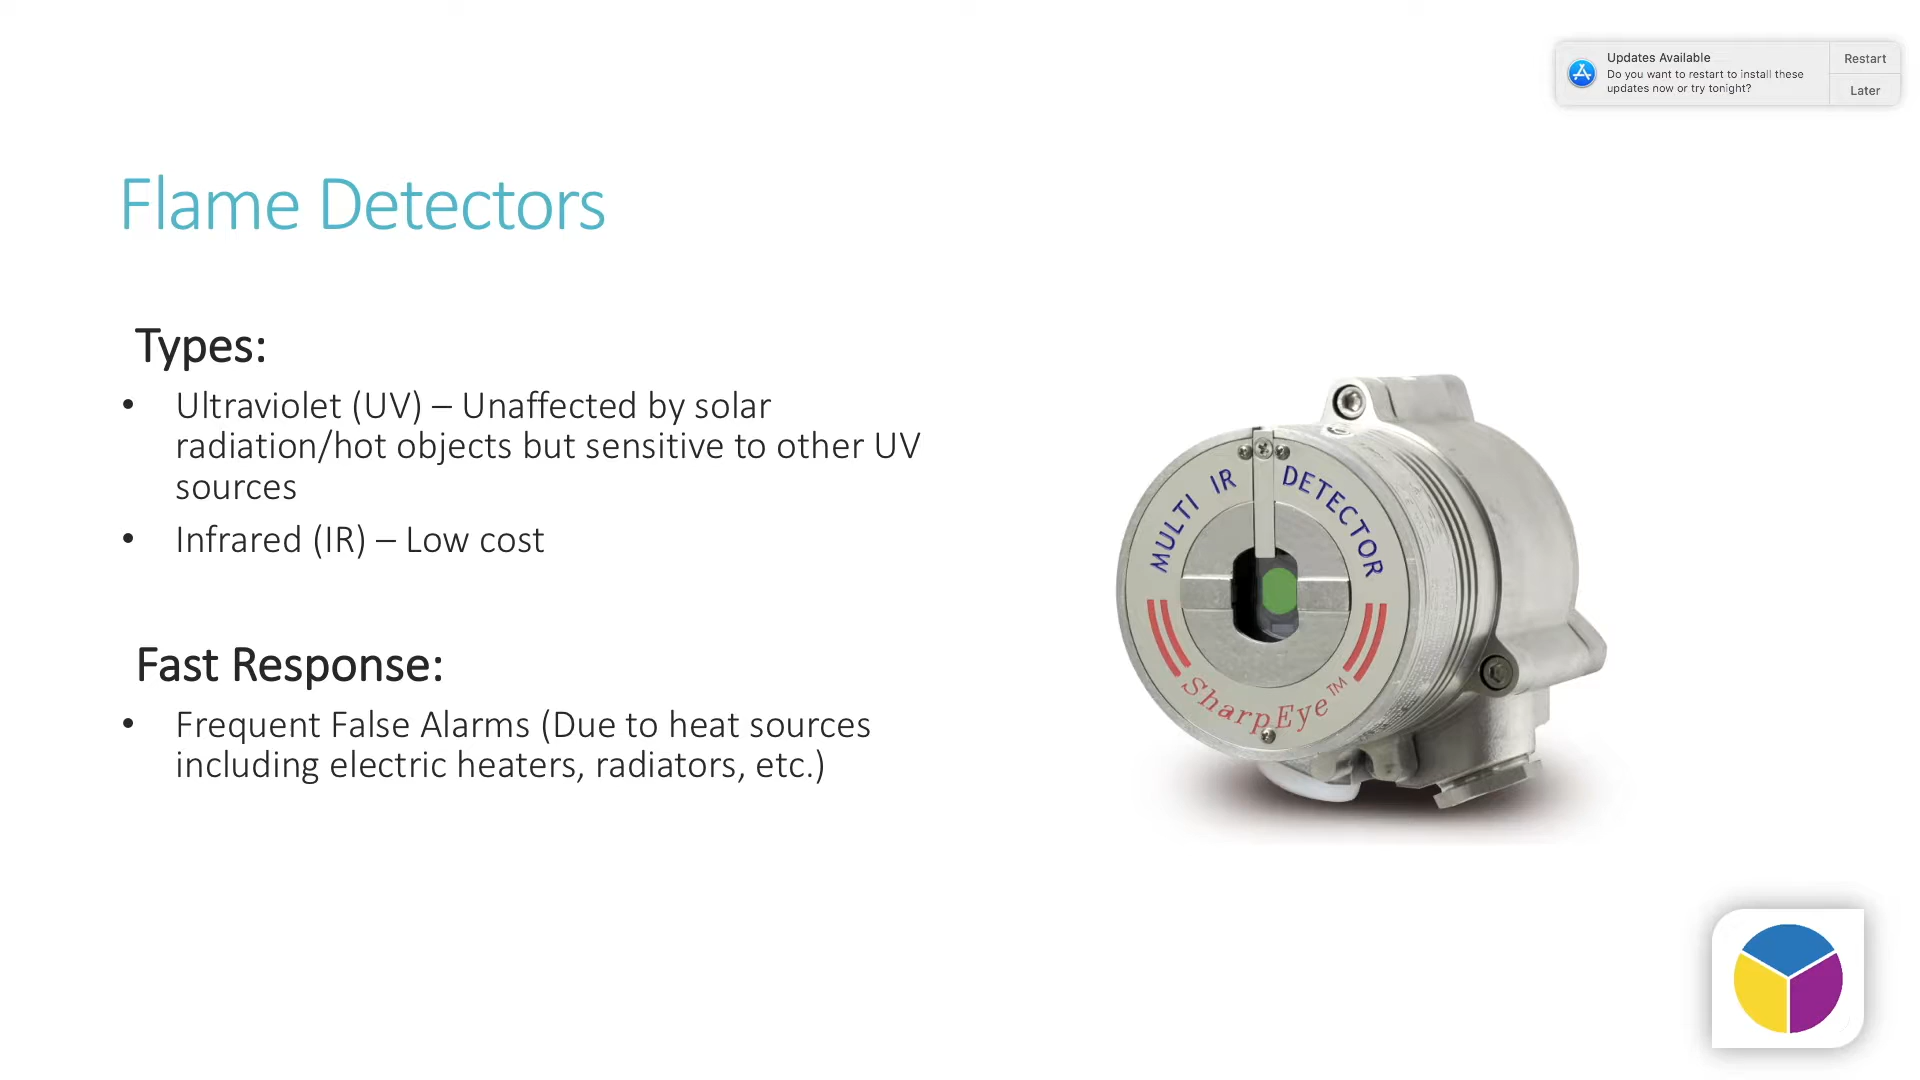 Updates Available
Do you want to restart to install these
updates now or try tonight?
Restart
Later
Flame Detectors
Types:
• Ultraviolet (UV) – Unaffected by solar
radiation/hot objects but sensitive to other UV
sources
• Infrared (IR) – Low cost
Fast Response:
• Frequent False Alarms (Due to heat sources
including electric heaters, radiators, etc.)
MULTI IR DETECTOR
SharpEye™